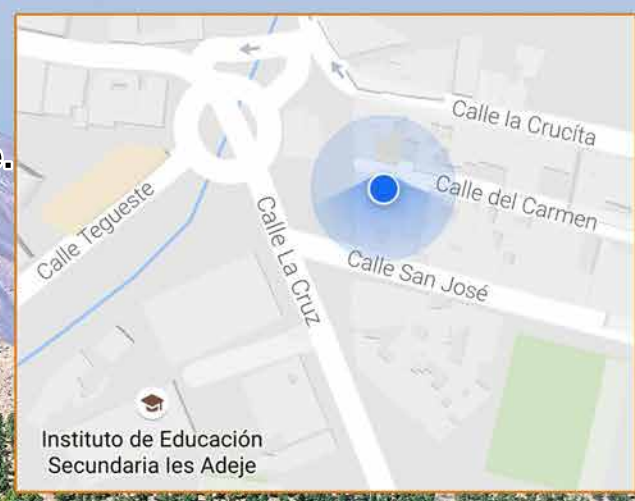 Calle la Crucíta
Calle del Carmen
Calle Tegueste
Calle La Cruz
Calle San José
Instituto de Educación
Secundaria Ies Adeje